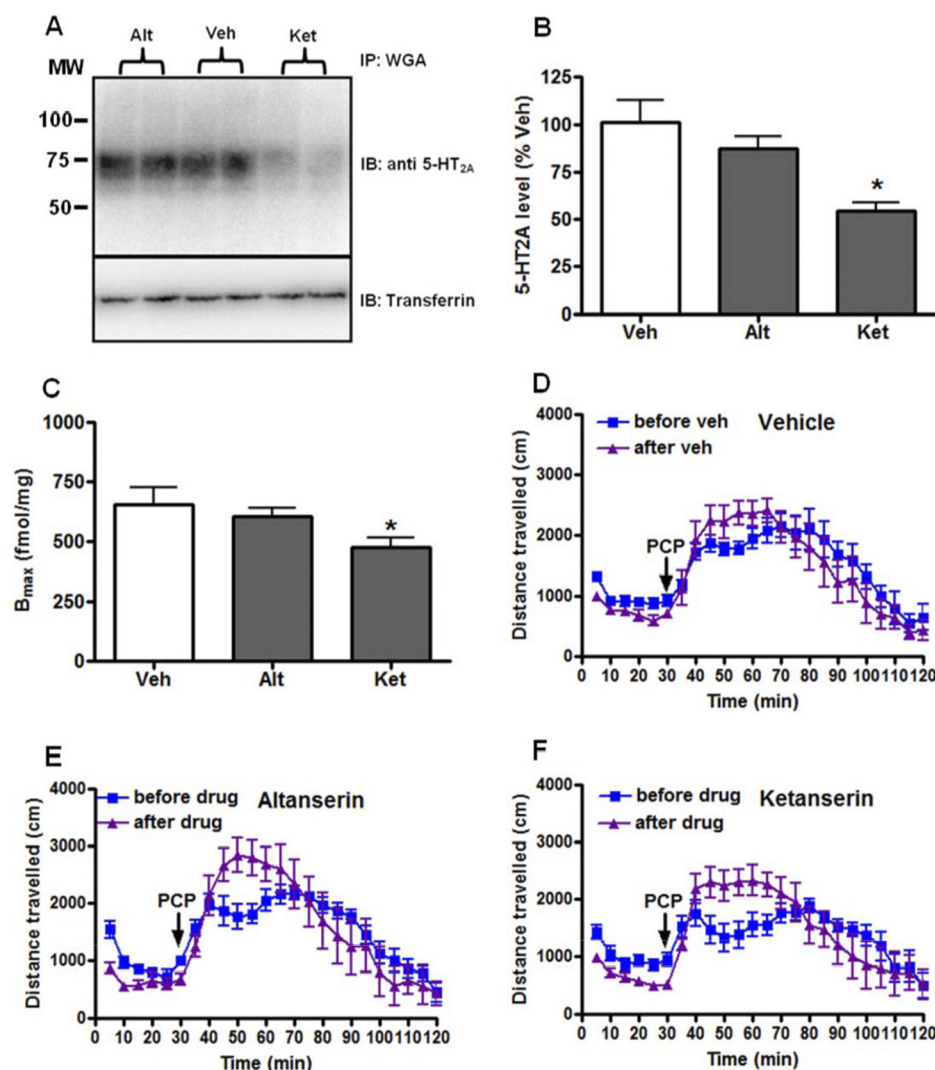 A
Alt Veh Ket
IP: WGA
MW
100
75
50
IB: anti 5-HT2A
IB: Transferrin
B
5-HT2A level (% Veh)
125
100
75
50
25
0
*
Veh Alt Ket
C
Bmax (fmol/mg)
1000
750
500
250
0
*
Veh Alt Ket
D
Vehicle
before veh
after veh
PCP
Distance travelled (cm)
4000
3000
2000
1000
0
0 10 20 30 40 50 60 70 80 90 100 110 120
Time (min)
E
Altanserin
before drug
after drug
PCP
Distance travelled (cm)
4000
3000
2000
1000
0
0 10 20 30 40 50 60 70 80 90 100 110 120
Time (min)
F
Ketanserin
before drug
after drug
PCP
Distance travelled (cm)
4000
3000
2000
1000
0
0 10 20 30 40 50 60 70 80 90 100 110 120
Time (min)